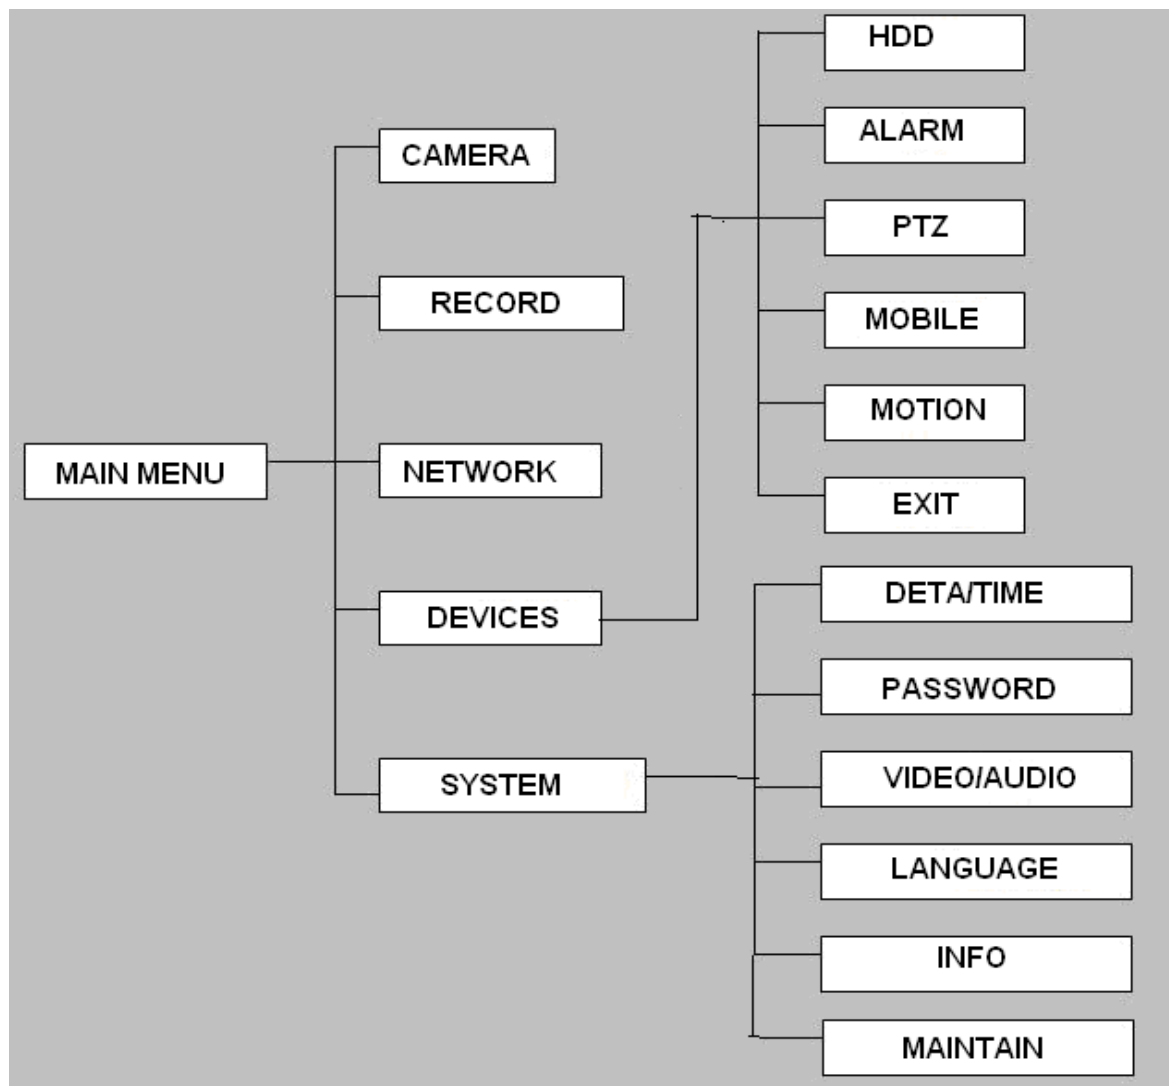 MAIN MENU
CAMERA
RECORD
NETWORK
DEVICES
SYSTEM
HDD
ALARM
PTZ
MOBILE
MOTION
EXIT
DETA/TIME
PASSWORD
VIDEO/AUDIO
LANGUAGE
INFO
MAINTAIN